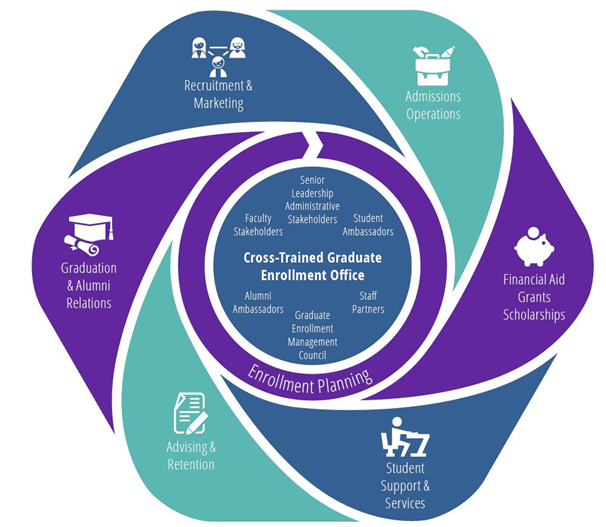 Recruitment &
Marketing
Admissions
Operations
Financial Aid
Grants
Scholarships
Student
Support &
Services
Advising &
Retention
Graduation
& Alumni
Relations
Senior
Leadership
Administrative
Stakeholders
Faculty
Stakeholders
Student
Ambassadors
Cross-Trained Graduate
Enrollment Office
Alumni
Ambassadors
Staff
Partners
Graduate
Enrollment
Management
Council
Enrollment Planning